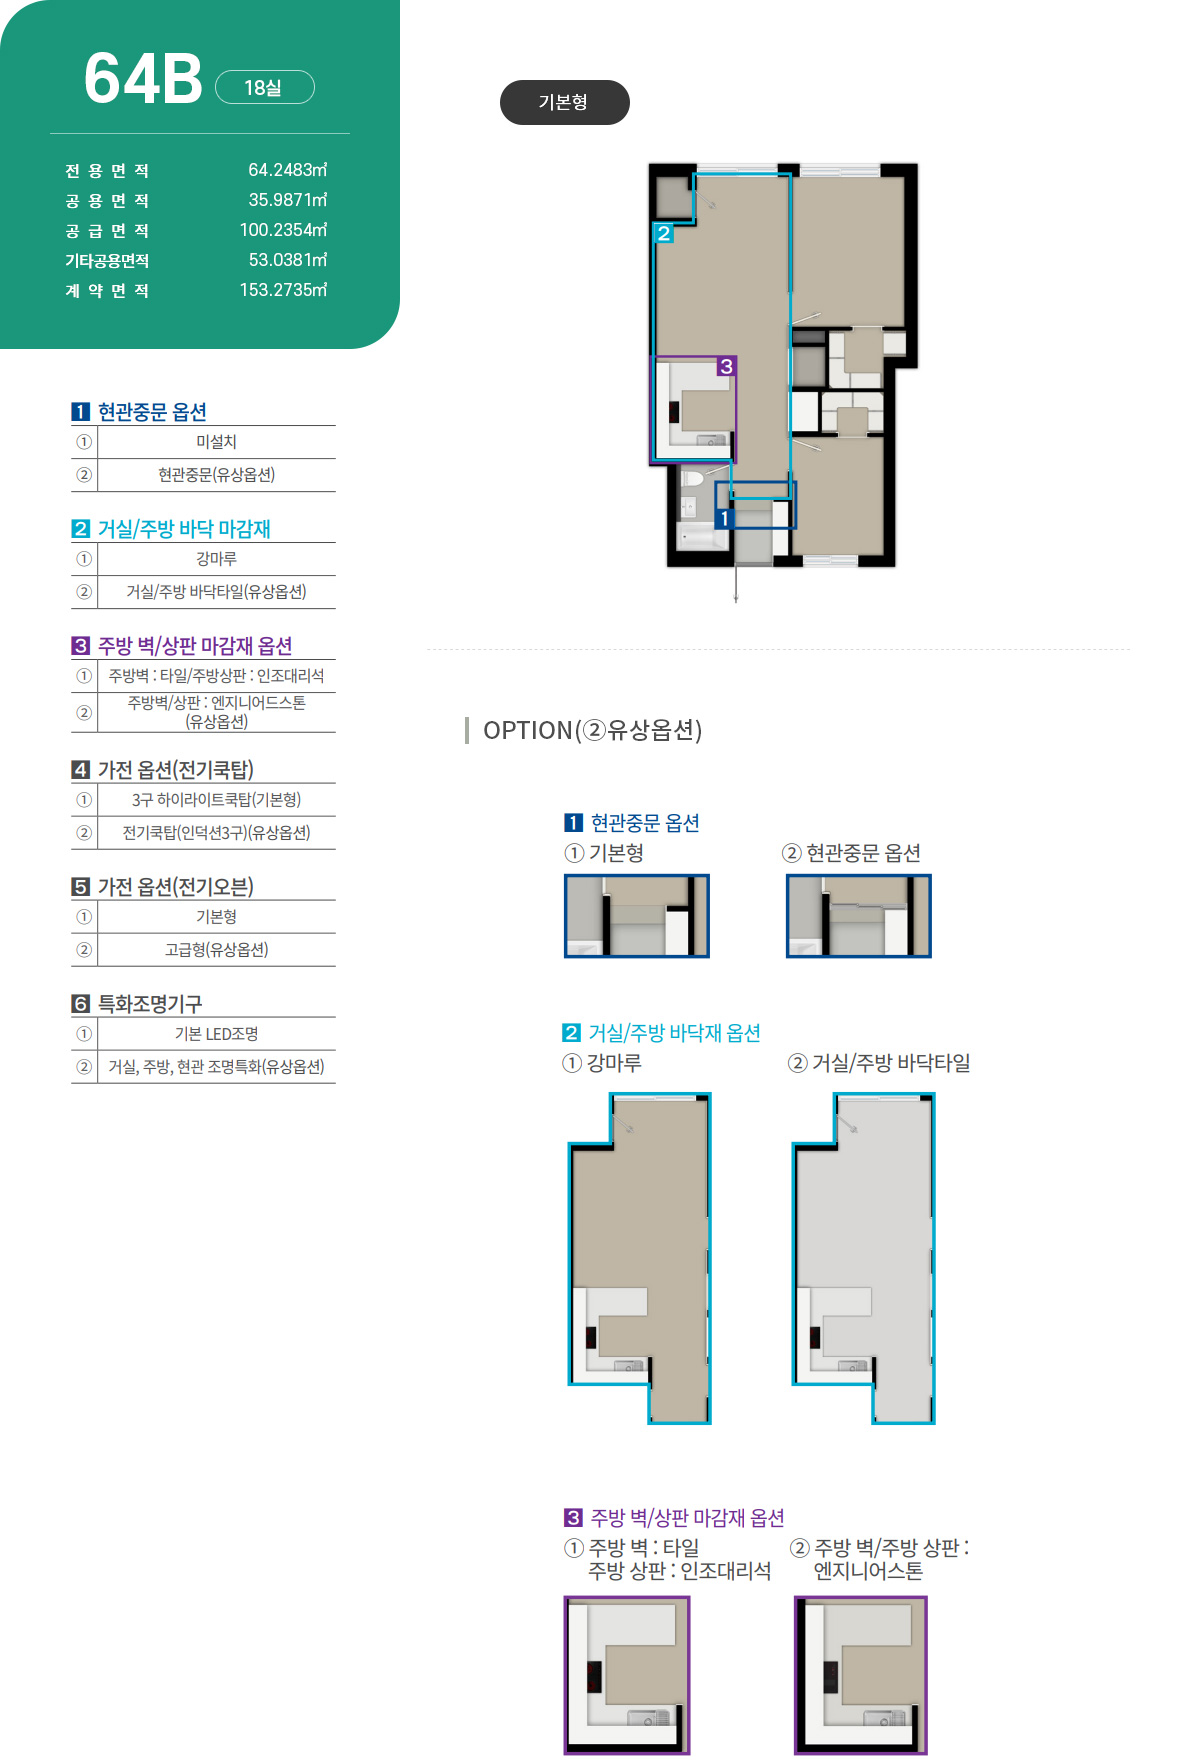 64B 18실
전용면적 64.2483㎡
공용면적 35.9871㎡
공급면적 100.2354㎡
기타공용면적 53.0381㎡
계약면적 153.2735㎡
1 현관중문 옵션
① 미설치
② 현관중문(유상옵션)
2 거실/주방 바닥 마감재
① 강마루
② 거실/주방 바닥타일(유상옵션)
3 주방 벽/상판 마감재 옵션
① 주방벽 : 타일/주방상판 : 인조대리석
② 주방벽/상판 : 엔지니어드스톤
(유상옵션)
4 가전 옵션(전기쿡탑)
① 3구 하이라이트쿡탑(기본형)
② 전기쿡탑(인덕션3구)(유상옵션)
5 가전 옵션(전기오븐)
① 기본형
② 고급형(유상옵션)
6 특화조명기구
① 기본 LED조명
② 거실, 주방, 현관 조명특화(유상옵션)
기본형
2
3
1
OPTION(②유상옵션)
1 현관중문 옵션
① 기본형 ② 현관중문 옵션
2 거실/주방 바닥재 옵션
① 강마루 ② 거실/주방 바닥타일
3 주방 벽/상판 마감재 옵션
① 주방 벽 : 타일
주방 상판 : 인조대리석
② 주방 벽/주방 상판 :
엔지니어스톤